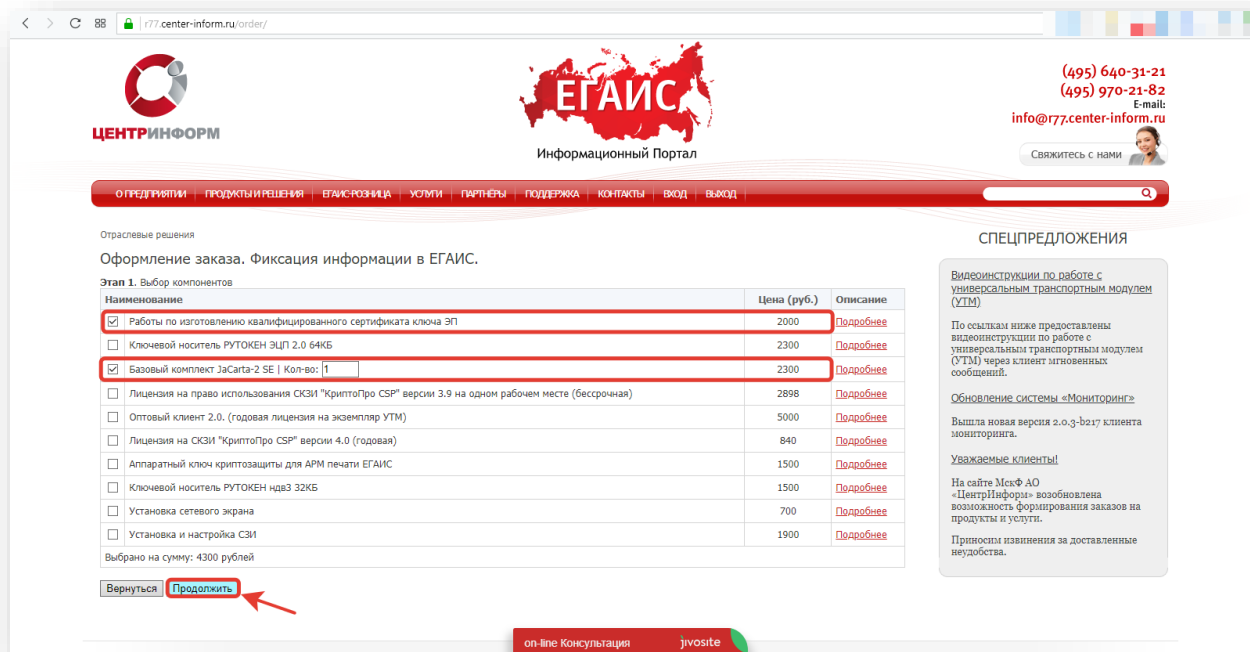 r77.center-inform.ru/order/
ЦЕНТРИНФОРМ
ЕГАИС
Информационный Портал
(495) 640-31-21
(495) 970-21-82
E-mail:
info@r77.center-inform.ru
Свяжитесь с нами
О ПРЕДПРИЯТИИ ПРОДУКТЫ И РЕШЕНИЯ ЕГАИС-РОЗНИЦА УСЛУГИ ПАРТНЁРЫ ПОДДЕРЖКА КОНТАКТЫ ВХОД ВЫХОД
Отраслевые решения
Оформление заказа. Фиксация информации в ЕГАИС.
Этап 1. Выбор компонентов
Наименование Цена (руб.) Описание
Работы по изготовлению квалифицированного сертификата ключа ЭП 2000 Подробнее
Ключевой носитель РУТОКЕН ЭЦП 2.0 64КБ 2300 Подробнее
Базовый комплект JaCarta-2 SE | Кол-во: 1 2300 Подробнее
Лицензия на право использования СКЗИ "КриптоПро CSP" версии 3.9 на одном рабочем месте (бессрочная) 2898 Подробнее
Оптовый клиент 2.0. (годовая лицензия на экземпляр УТМ) 5000 Подробнее
Лицензия на СКЗИ "КриптоПро CSP" версии 4.0 (годовая) 840 Подробнее
Аппаратный ключ криптозащиты для АРМ печати ЕГАИС 1500 Подробнее
Ключевой носитель РУТОКЕН ндв3 32КБ 1500 Подробнее
Установка сетевого экрана 700 Подробнее
Установка и настройка СЗИ 1900 Подробнее
Выбрано на сумму: 4300 рублей
Вернуться Продолжить
СПЕЦПРЕДЛОЖЕНИЯ
Видеоинструкции по работе с
универсальным транспортным модулем
(УТМ)
По ссылкам ниже предоставлены
видеоинструкции по работе с
универсальным транспортным модулем
(УТМ) через клиент мгновенных
сообщений.
Обновление системы «Мониторинг»
Вышла новая версия 2.0.3-b217 клиента
мониторинга.
Уважаемые клиенты!
На сайте МскФ АО
«ЦентрИнформ» возобновлена
возможность формирования заказов на
продукты и услуги.
Приносим извинения за доставленные
неудобства.
on-line Консультация jivosite